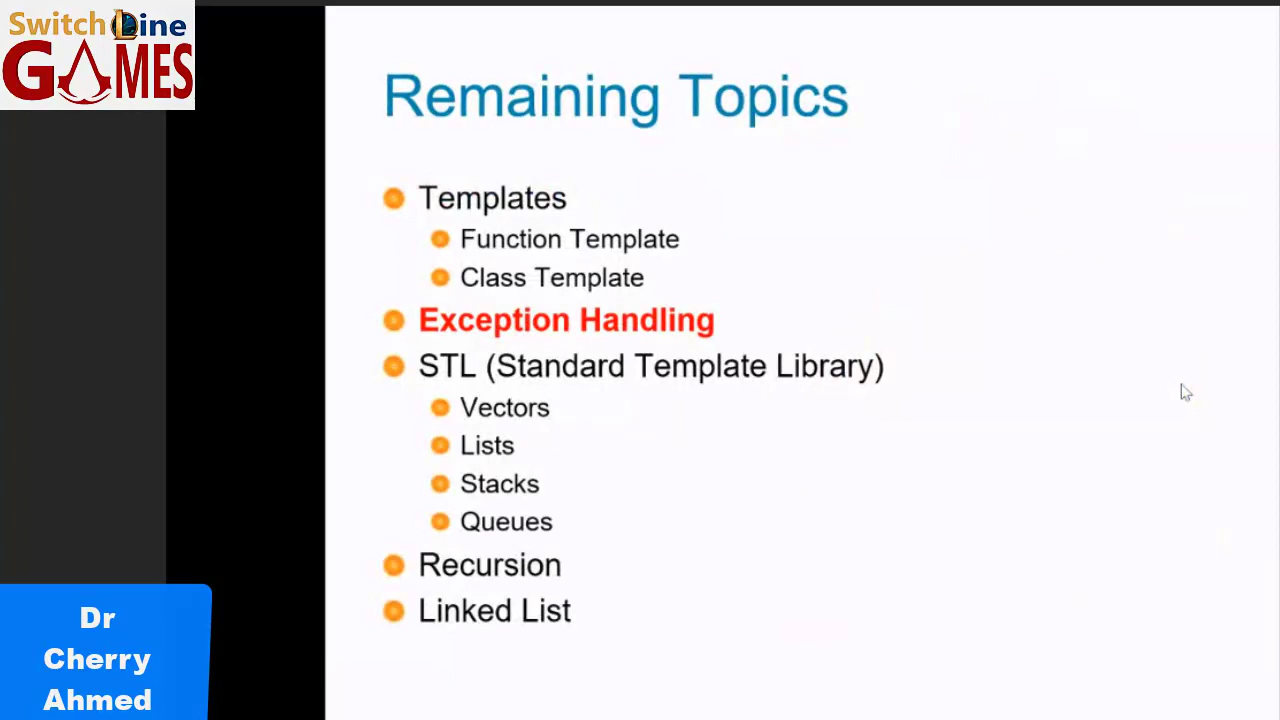 Switch Line
GAMES
Remaining Topics
Templates
Function Template
Class Template
Exception Handling
STL (Standard Template Library)
Vectors
Lists
Stacks
Queues
Recursion
Linked List
Dr
Cherry
Ahmed